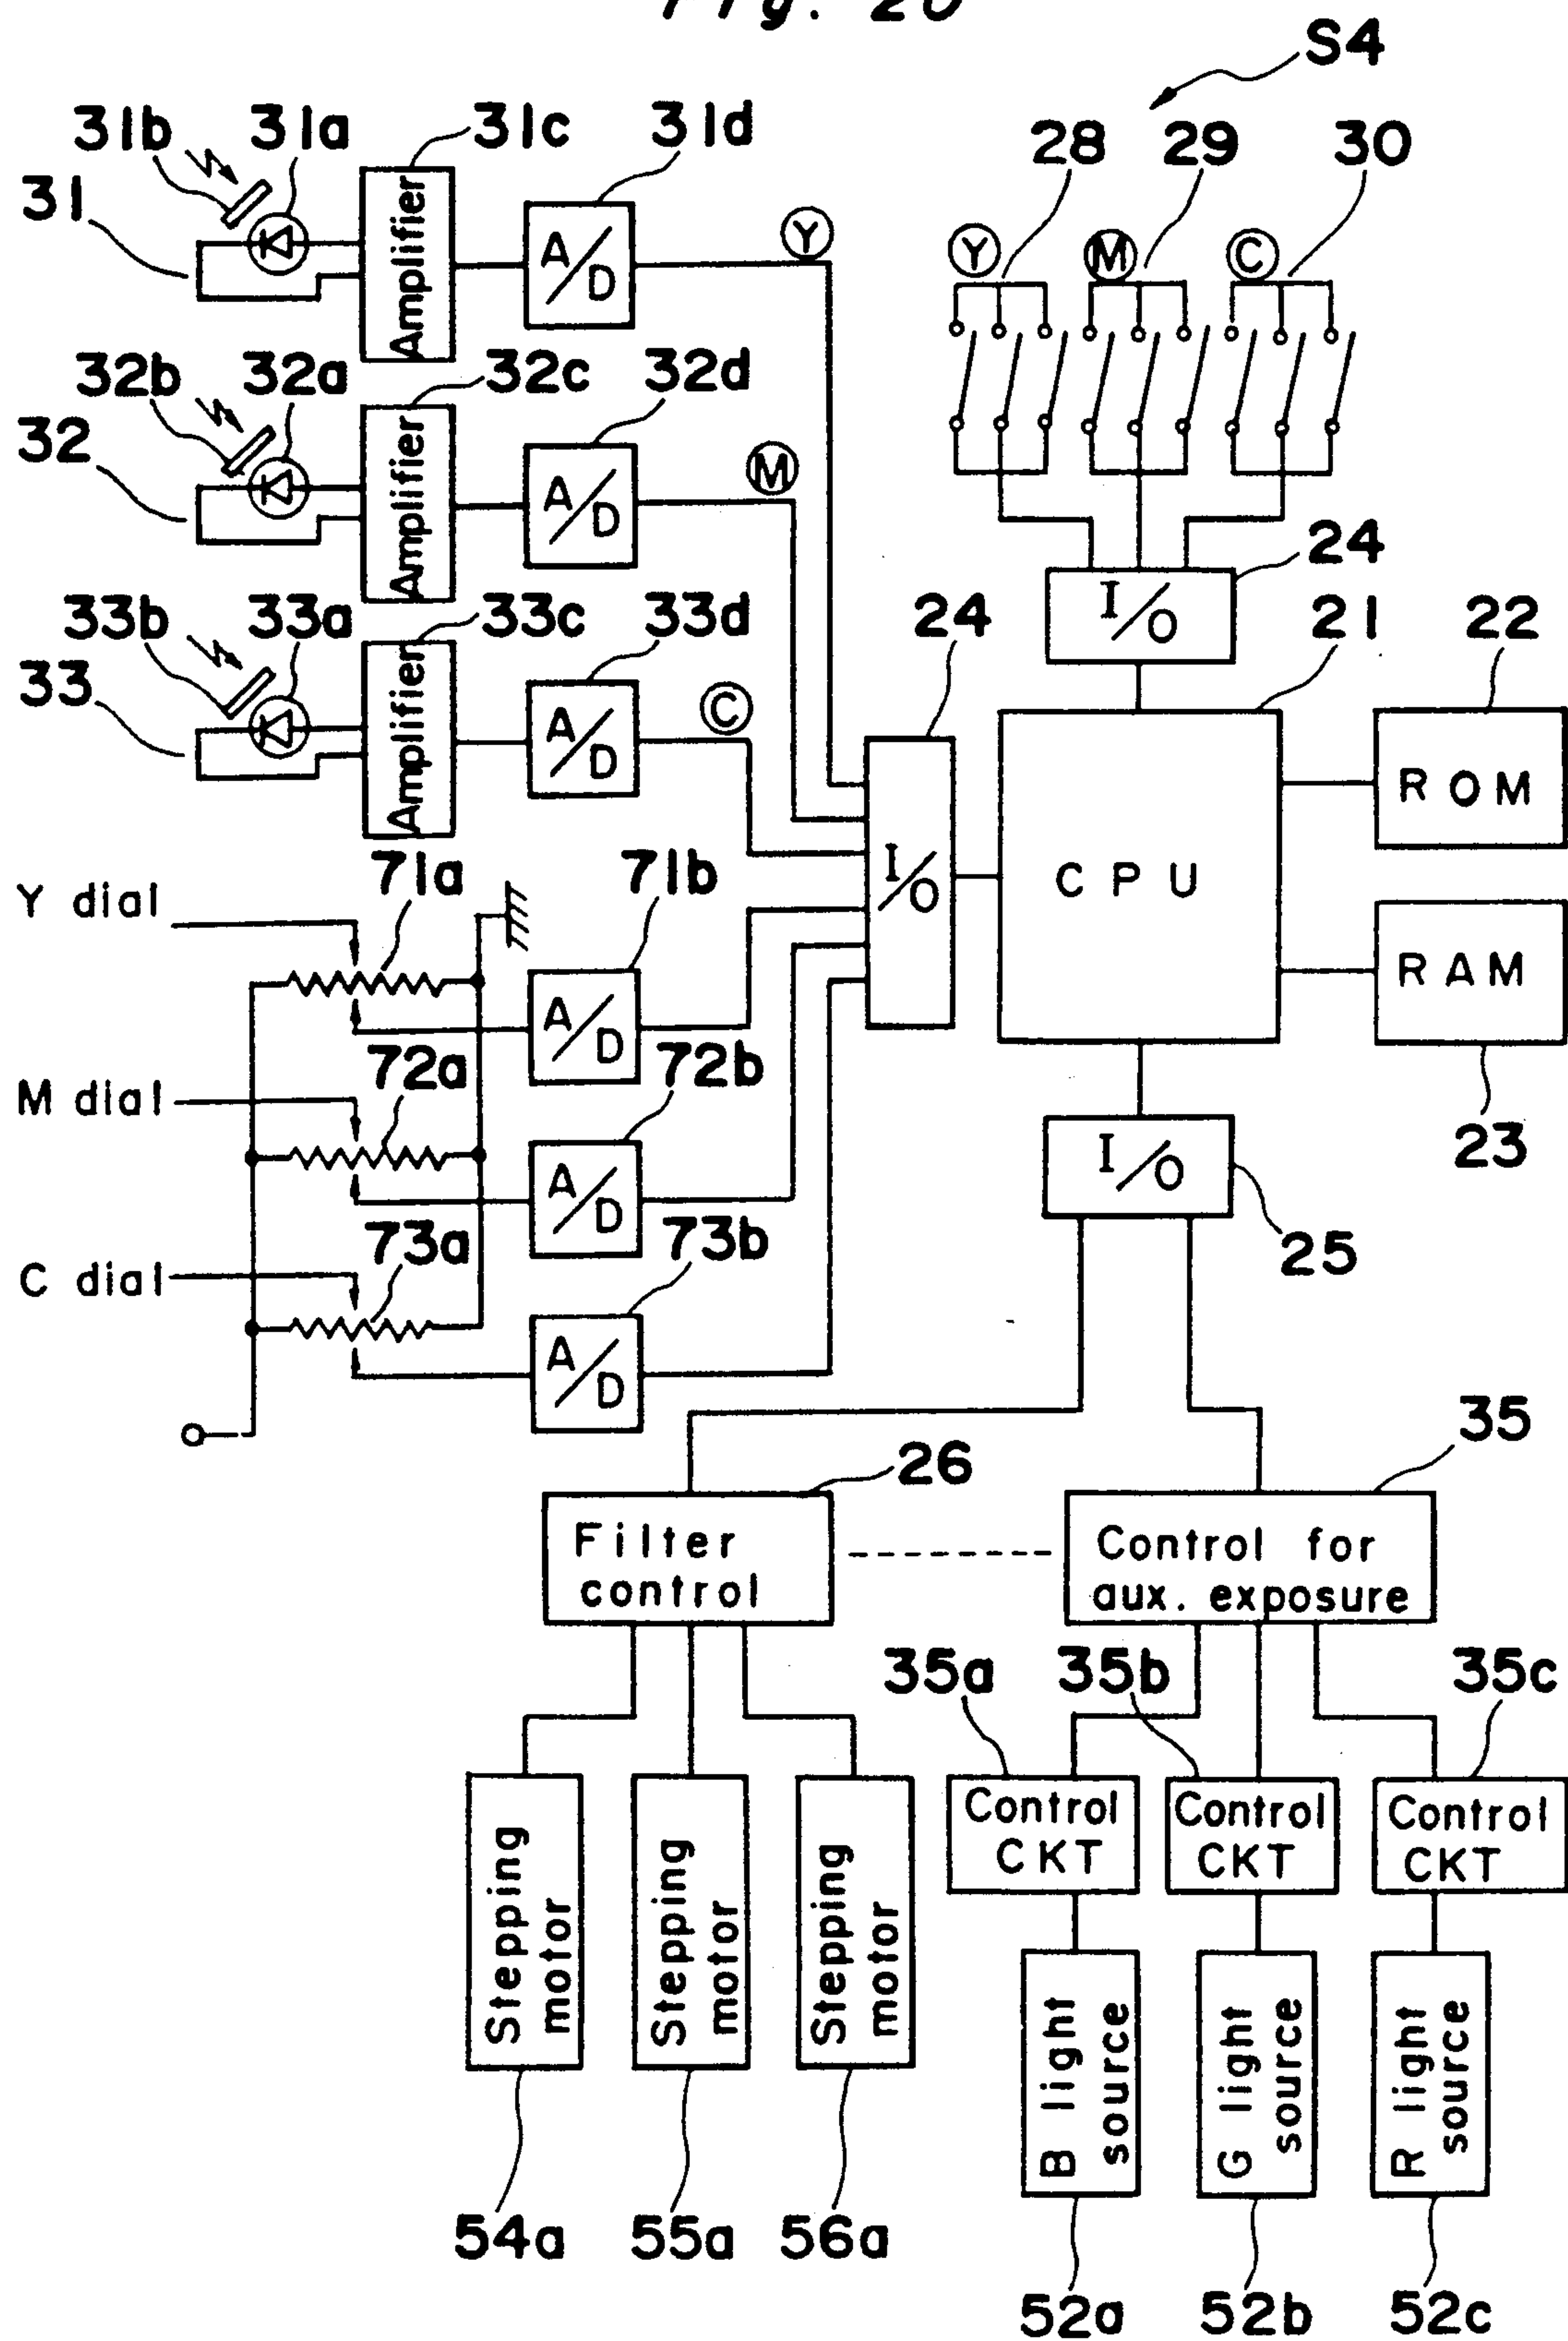 Fig. 20
S4
31b 31a 31c 31d
28 29 30
31
Amplifier
A/D
Y
Y M C
32b 32a 32c 32d
32
Amplifier
A/D
M
24
I/O
33b 33a 33c 33d
33
Amplifier
A/D
C
24
21
22
I/O
CPU
ROM
RAM
23
Y dial
71a
71b
A/D
M dial
72a
72b
A/D
C dial
73a
73b
A/D
I/O
25
26
35
Filter
control
Control for
aux. exposure
35a 35b 35c
Control
CKT
Control
CKT
Control
CKT
Stepping
motor
Stepping
motor
Stepping
motor
B light
source
G light
source
R light
source
54a 55a 56a
52a 52b 52c